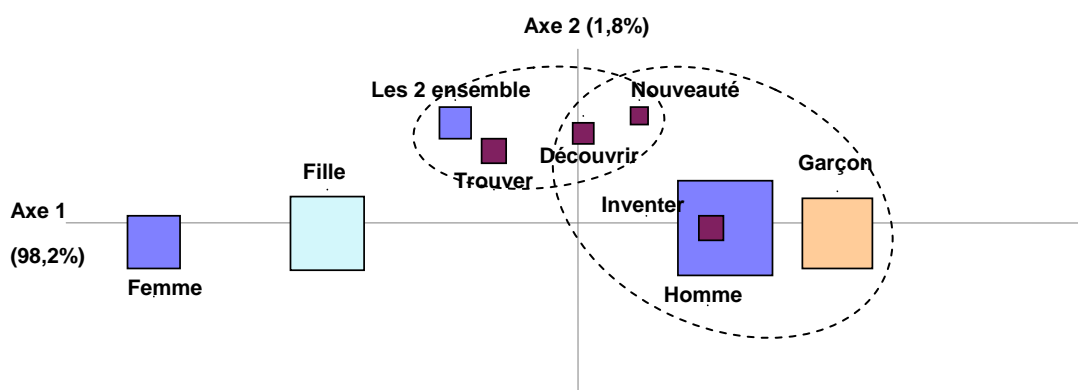 Axe 2 (1,8%)
Les 2 ensemble
Nouveauté
Découvrir
Trouver
Fille
Garçon
Inventer
Axe 1
(98,2%)
Femme
Homme